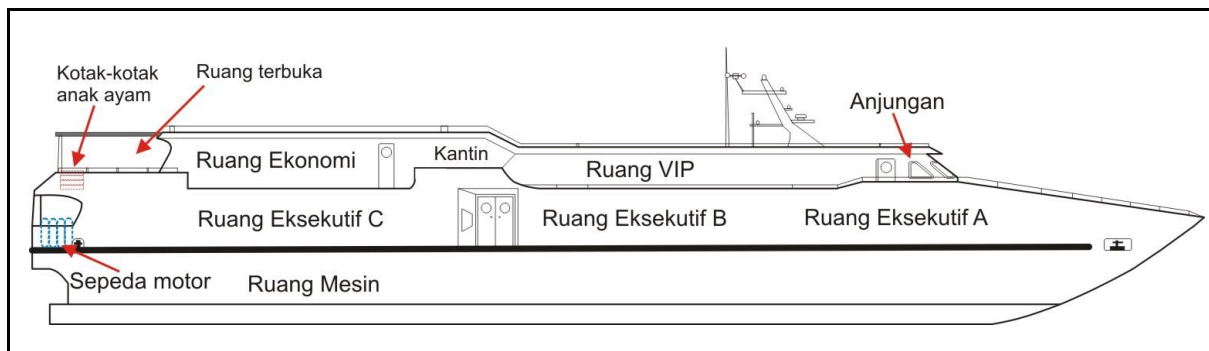 Kotak-kotak
anak ayam
Ruang terbuka
Anjungan
Ruang Ekonomi
Kantin
Ruang VIP
Ruang Eksekutif C
Ruang Eksekutif B
Ruang Eksekutif A
Sepeda motor
Ruang Mesin